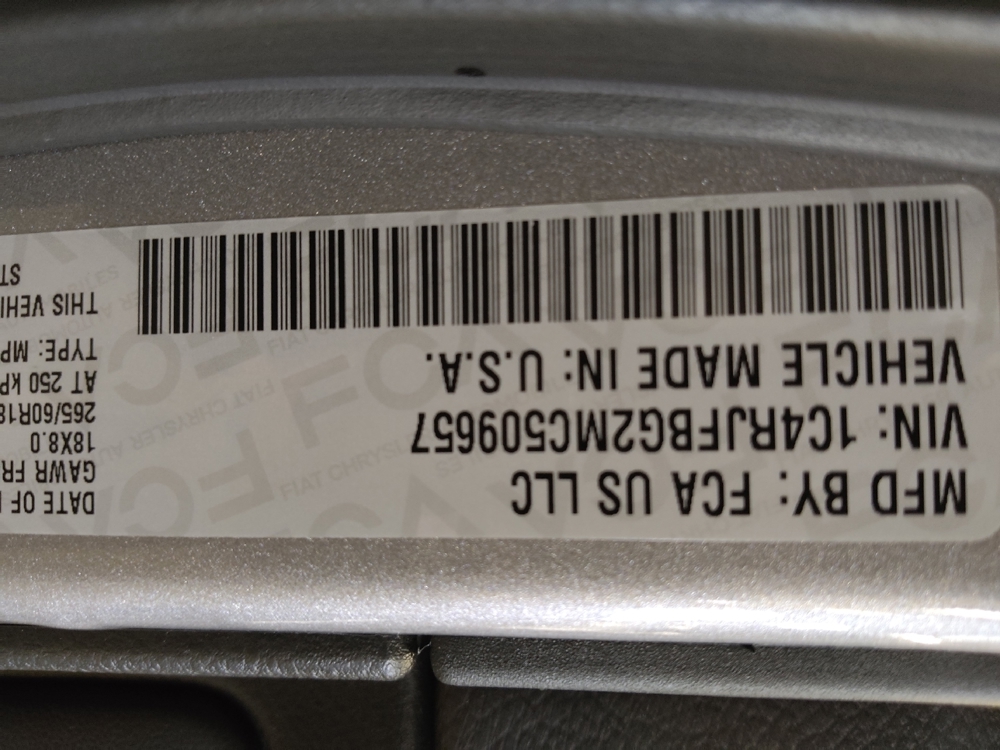 MFD BY: FCA US LLC
VIN: 1C4RJFBG2MC509657
VEHICLE MADE IN: U.S.A.
DATE OF
GAWR FR
18X8.0
265/60R18
AT 250 kP
TYPE: MP
THIS VEHI
ST